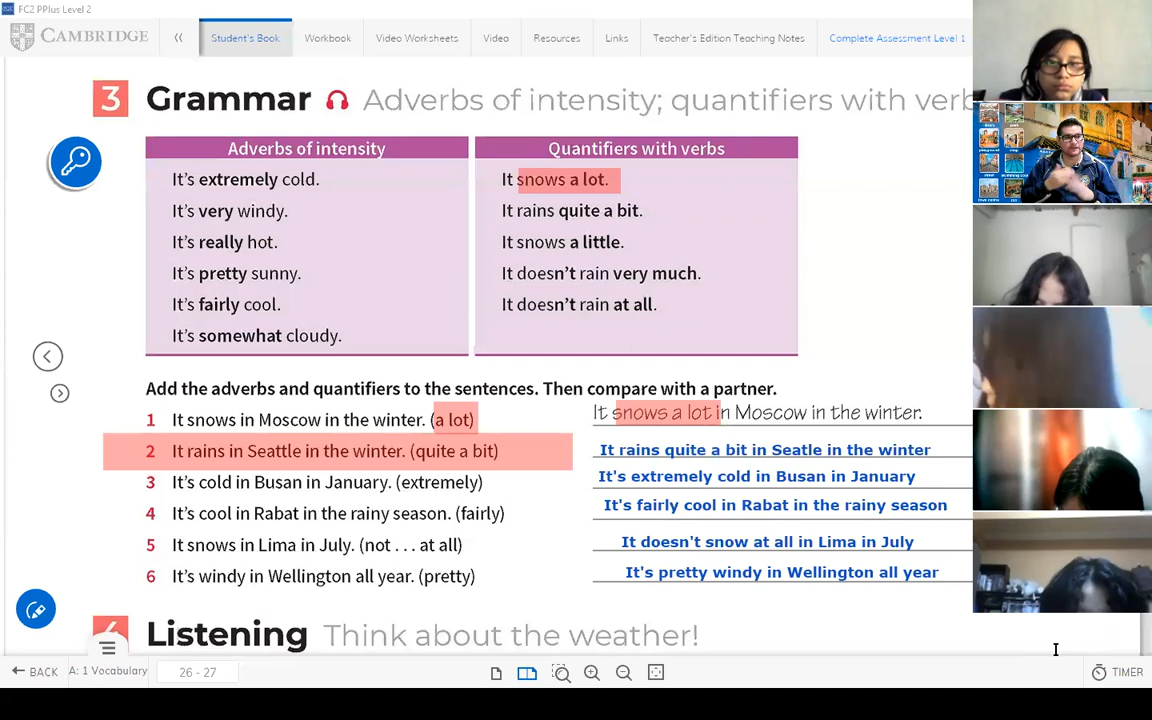 FC2 PPlus Level 2
CAMBRIDGE
Student's Book
Workbook
Video Worksheets
Video
Resources
Links
Teacher's Edition Teaching Notes
Complete Assessment Level 1
3 Grammar Adverbs of intensity; quantifiers with verb
Adverbs of intensity
It's extremely cold.
It's very windy.
It's really hot.
It's pretty sunny.
It's fairly cool.
It's somewhat cloudy.
Quantifiers with verbs
It snows a lot.
It rains quite a bit.
It snows a little.
It doesn't rain very much.
It doesn't rain at all.
Add the adverbs and quantifiers to the sentences. Then compare with a partner.
1 It snows in Moscow in the winter. (a lot)
It snows a lot in Moscow in the winter.
2 It rains in Seattle in the winter. (quite a bit)
It rains quite a bit in Seatle in the winter
3 It's cold in Busan in January. (extremely)
It's extremely cold in Busan in January
4 It's cool in Rabat in the rainy season. (fairly)
It's fairly cool in Rabat in the rainy season
5 It snows in Lima in July. (not . . . at all)
It doesn't snow at all in Lima in July
6 It's windy in Wellington all year. (pretty)
It's pretty windy in Wellington all year
Listening Think about the weather!
BACK
A: 1 Vocabulary
26 - 27
TIMER